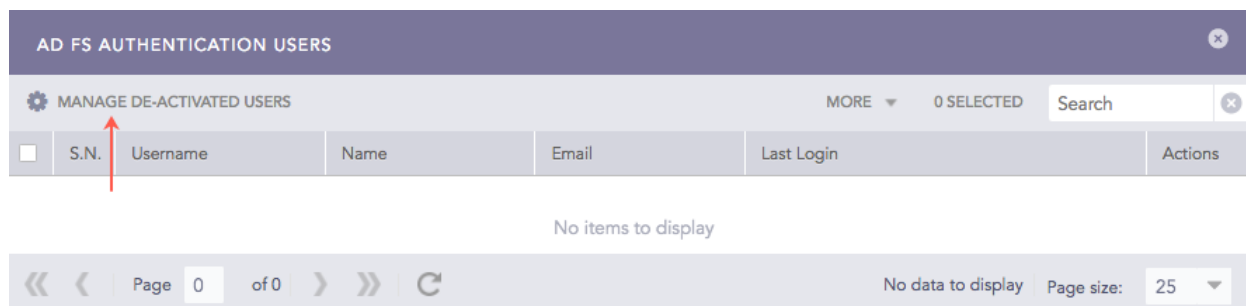 AD FS AUTHENTICATION USERS
MANAGE DE-ACTIVATED USERS MORE 0 SELECTED Search
S.N. Username Name Email Last Login Actions
No items to display
Page 0 of 0 No data to display Page size: 25